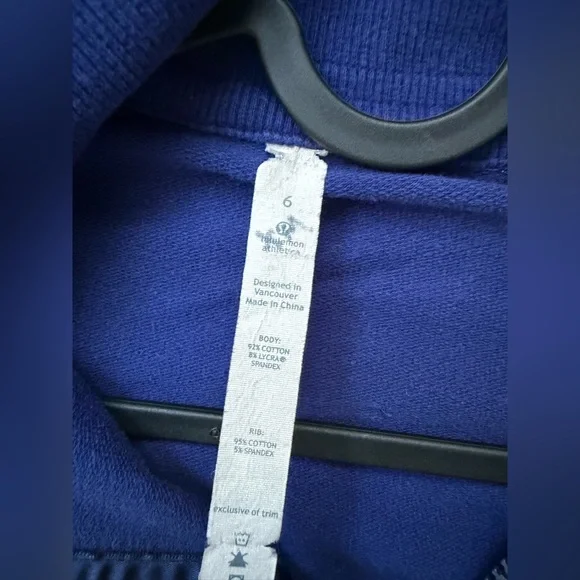 6
lululemon
athletica
Designed in
Vancouver
Made in China
BODY:
92% COTTON
8% LYCRA®
SPANDEX
RIB:
95% COTTON
5% SPANDEX
exclusive of trim